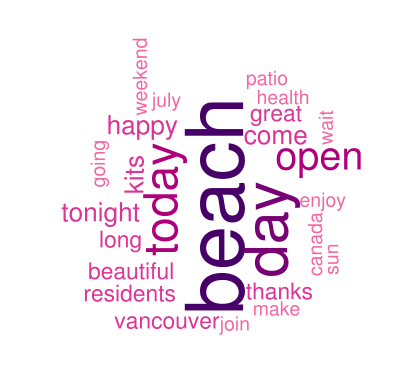 weekend
july
patio
health
happy
great
wait
come
going
kits
today
beach
open
tonight
day
enjoy
long
canada
sun
beautiful
residents
thanks
make
vancouver
join